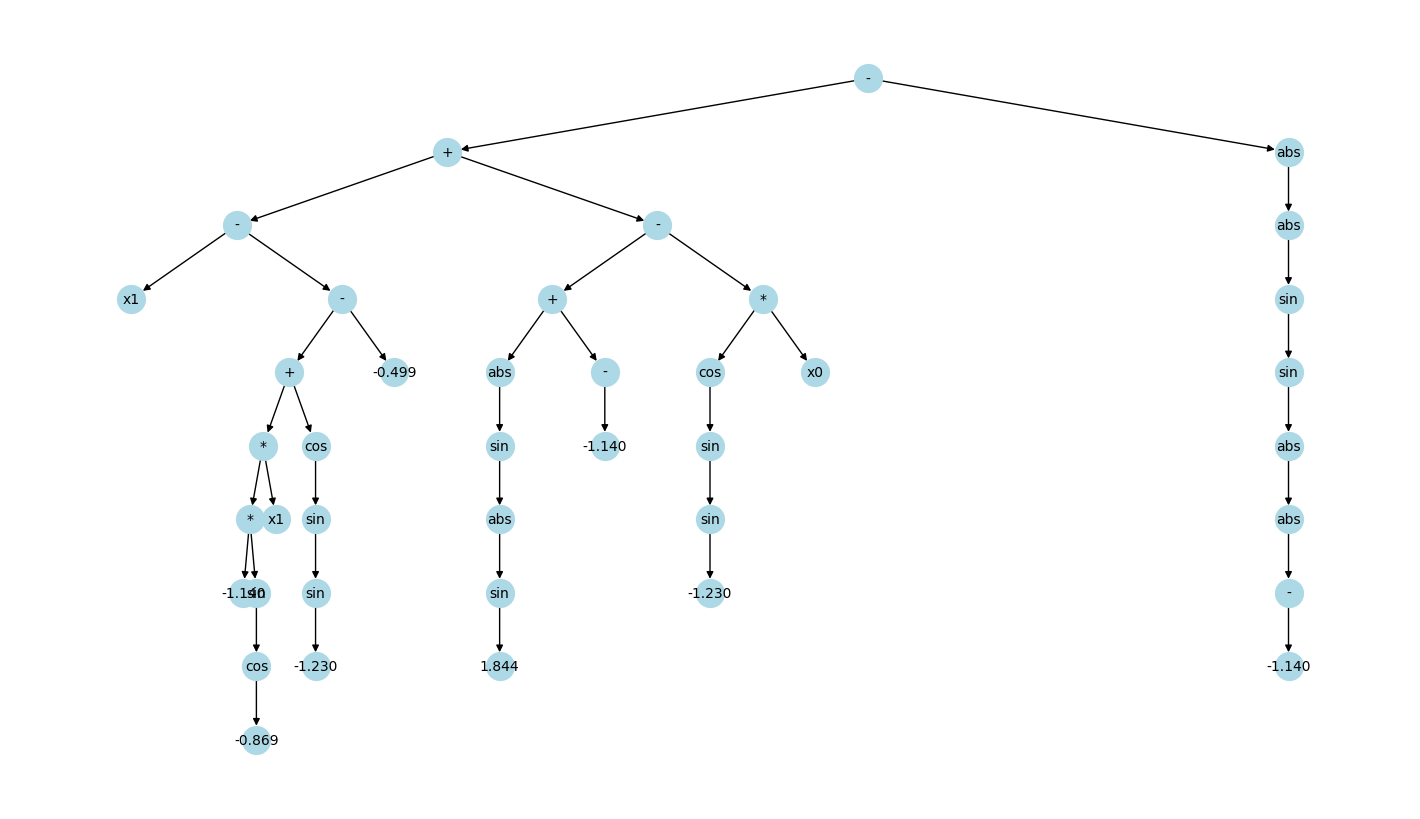 -
+ abs
- - abs
x1 - + * sin
+ -0.499 abs - cos x0 sin
* cos sin -1.140 sin abs
* x1 sin abs sin abs
-1.140 sin sin sin -1.230 -
cos -1.230 1.844 -1.140
-0.869